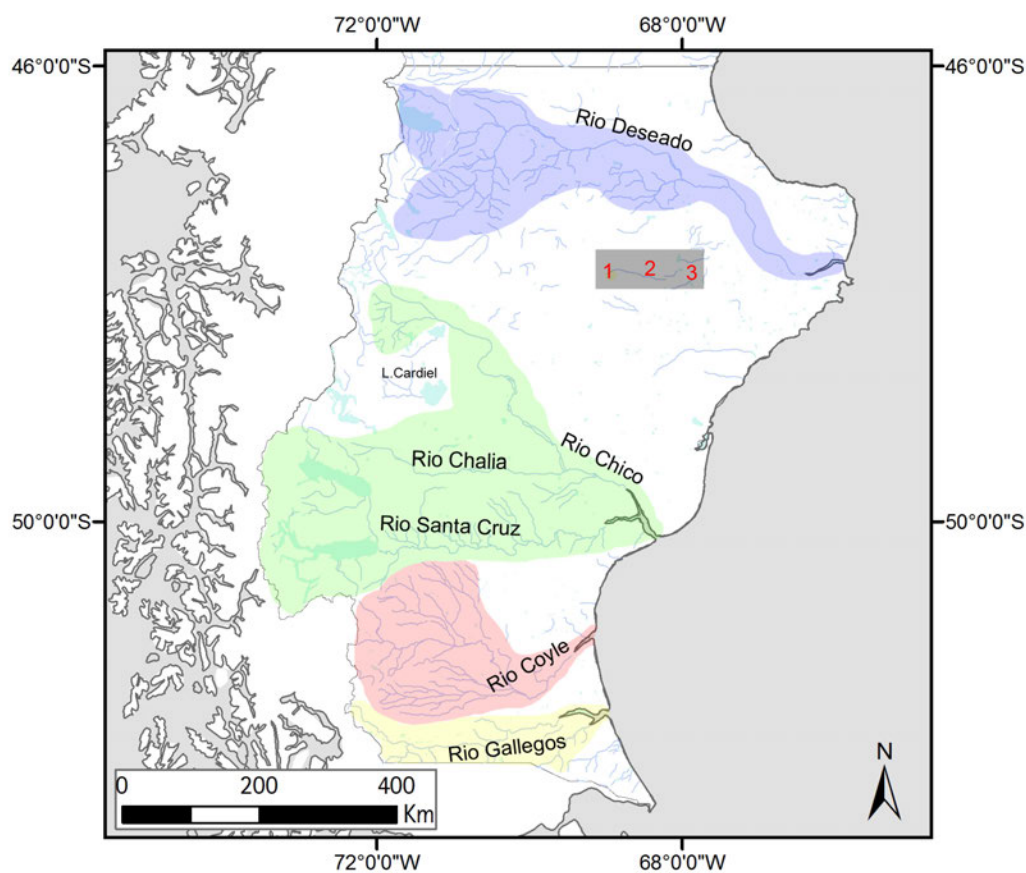 72°0'0"W 68°0'0"W
46°0'0"S 46°0'0"S
Rio Deseado
1 2 3
L.Cardiel
Rio Chico
Rio Chalia
50°0'0"S Rio Santa Cruz 50°0'0"S
Rio Coyle
Rio Gallegos
N
0 200 400
Km
72°0'0"W 68°0'0"W